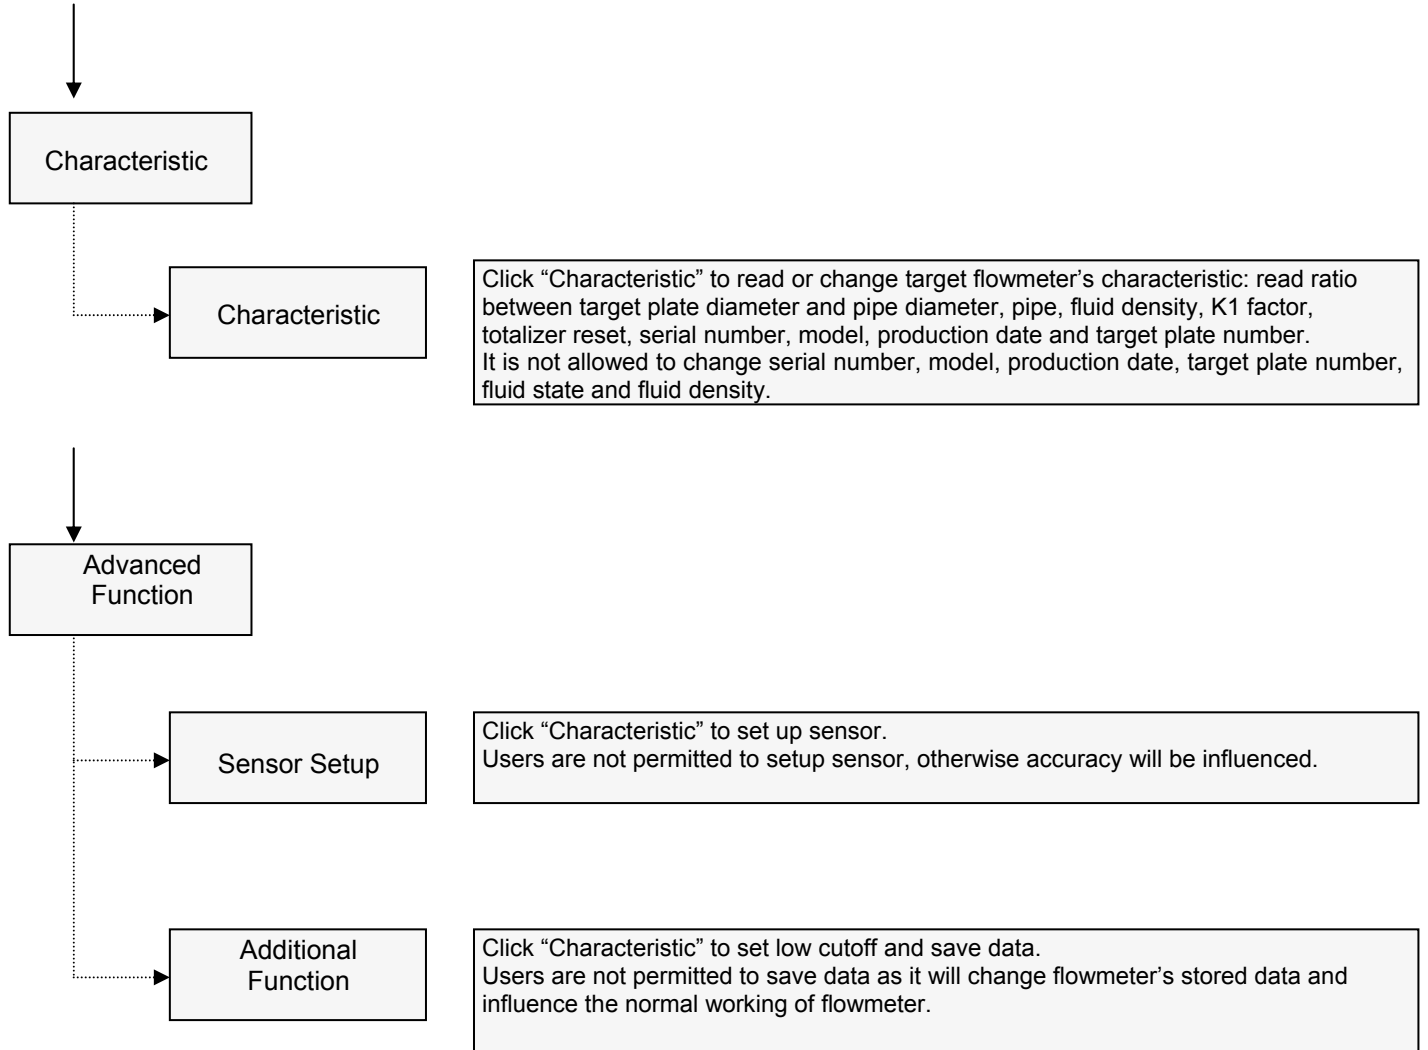 Characteristic
Characteristic
Click “Characteristic” to read or change target flowmeter’s characteristic: read ratio
between target plate diameter and pipe diameter, pipe, fluid density, K1 factor,
totalizer reset, serial number, model, production date and target plate number.
It is not allowed to change serial number, model, production date, target plate number,
fluid state and fluid density.
Advanced
Function
Sensor Setup
Click “Characteristic” to set up sensor.
Users are not permitted to setup sensor, otherwise accuracy will be influenced.
Additional
Function
Click “Characteristic” to set low cutoff and save data.
Users are not permitted to save data as it will change flowmeter’s stored data and
influence the normal working of flowmeter.